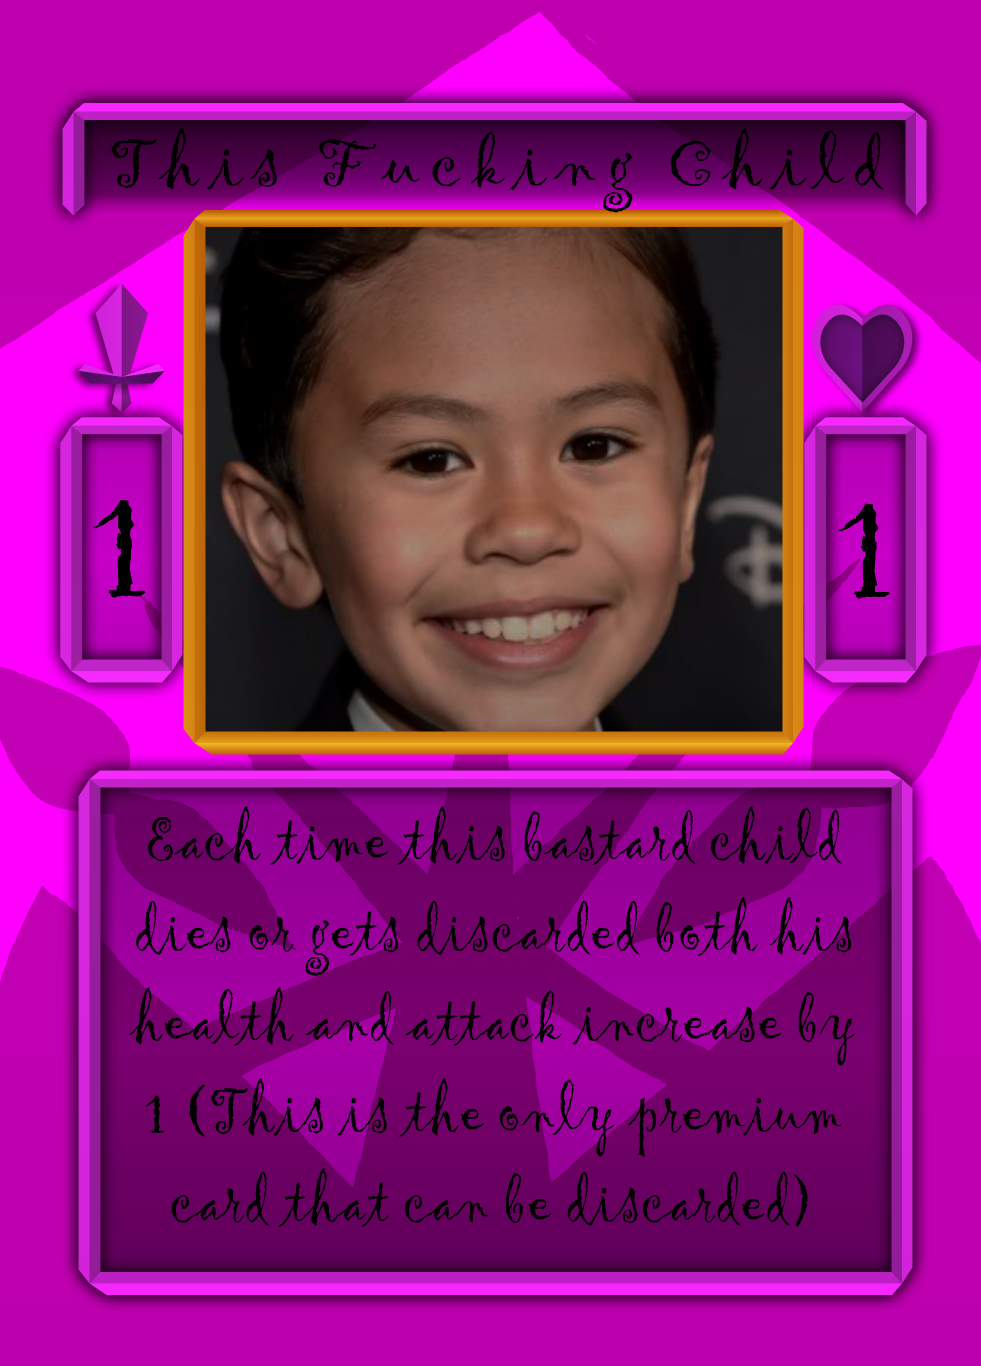 This Fucking Child
1
1
Each time this bastard child
dies or gets discarded both his
health and attack increase by
1 (This is the only premium
card that can be discarded)